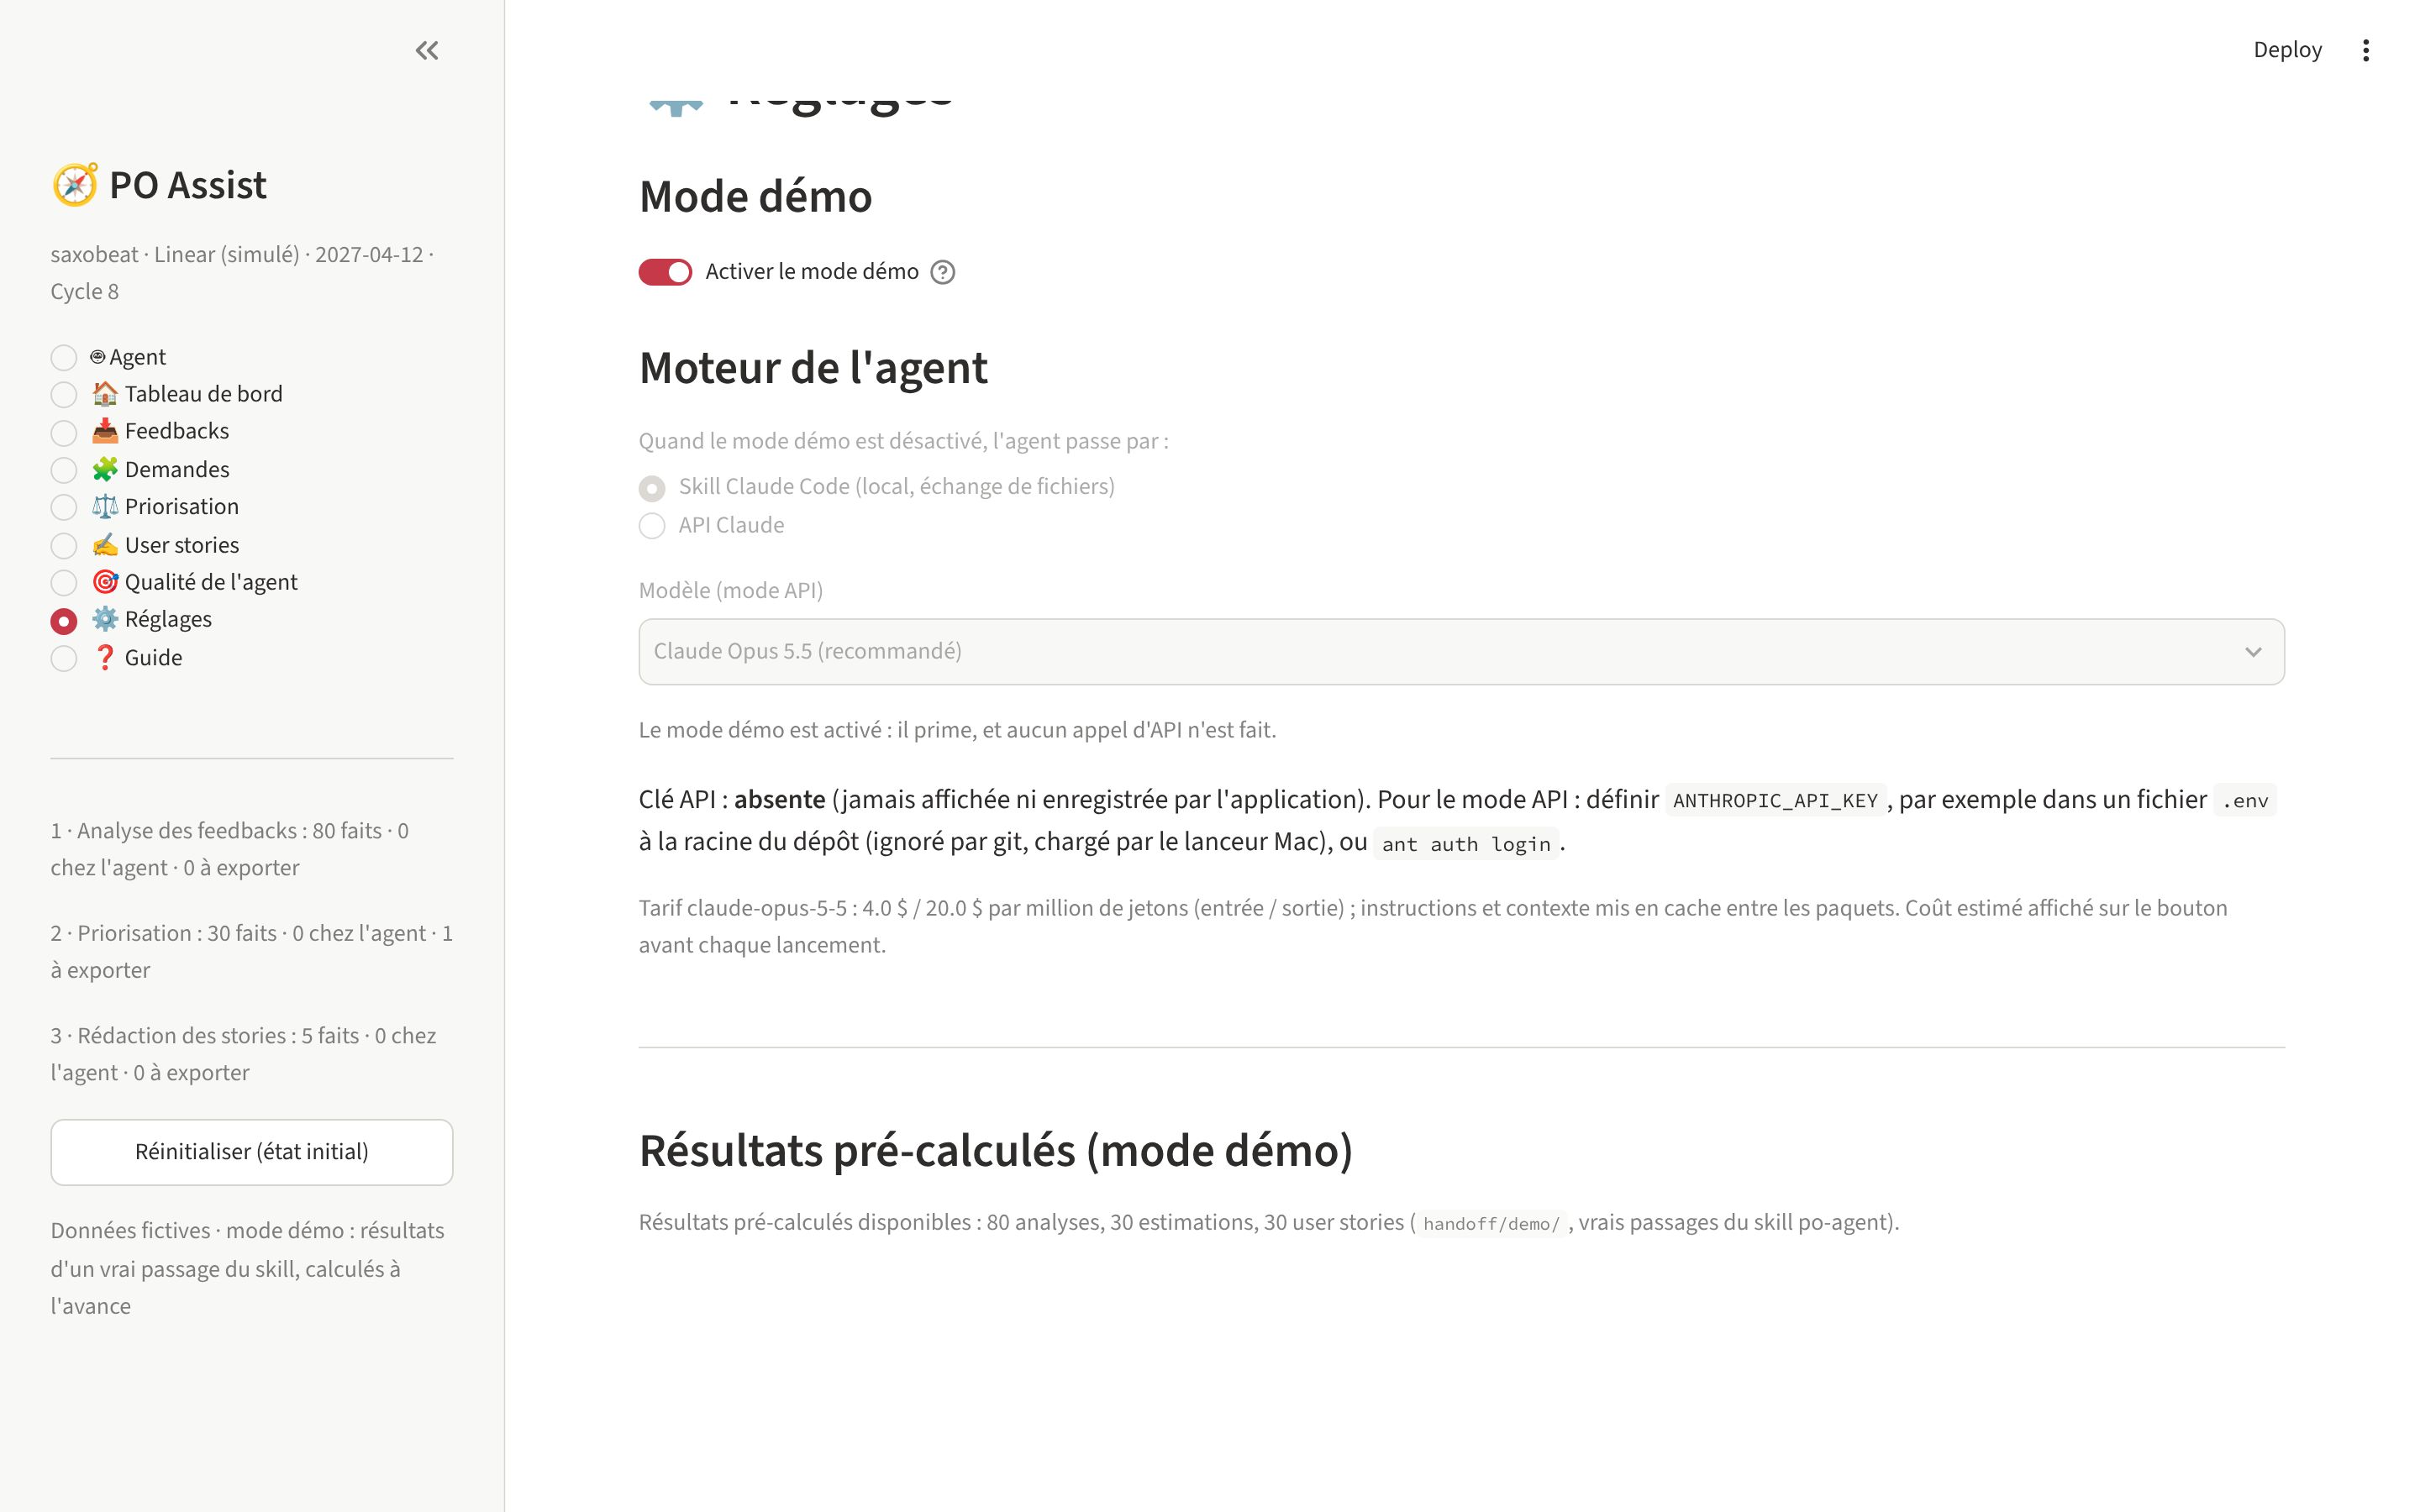 Deploy
PO Assist
saxobeat · Linear (simulé) · 2027-04-12 ·
Cycle 8
Agent
Tableau de bord
Feedbacks
Demandes
Priorisation
User stories
Qualité de l'agent
Réglages
Guide
1 · Analyse des feedbacks : 80 faits · 0
chez l'agent · 0 à exporter
2 · Priorisation : 30 faits · 0 chez l'agent · 1
à exporter
3 · Rédaction des stories : 5 faits · 0 chez
l'agent · 0 à exporter
Réinitialiser (état initial)
Données fictives · mode démo : résultats
d'un vrai passage du skill, calculés à
l'avance
Réglages
Mode démo
Activer le mode démo
Moteur de l'agent
Quand le mode démo est désactivé, l'agent passe par :
Skill Claude Code (local, échange de fichiers)
API Claude
Modèle (mode API)
Claude Opus 5.5 (recommandé)
Le mode démo est activé : il prime, et aucun appel d'API n'est fait.
Clé API : absente (jamais affichée ni enregistrée par l'application). Pour le mode API : définir ANTHROPIC_API_KEY, par exemple dans un fichier .env
à la racine du dépôt (ignoré par git, chargé par le lanceur Mac), ou ant auth login.
Tarif claude-opus-5-5 : 4.0 $ / 20.0 $ par million de jetons (entrée / sortie) ; instructions et contexte mis en cache entre les paquets. Coût estimé affiché sur le bouton
avant chaque lancement.
Résultats pré-calculés (mode démo)
Résultats pré-calculés disponibles : 80 analyses, 30 estimations, 30 user stories ( handoff/demo/ , vrais passages du skill po-agent).